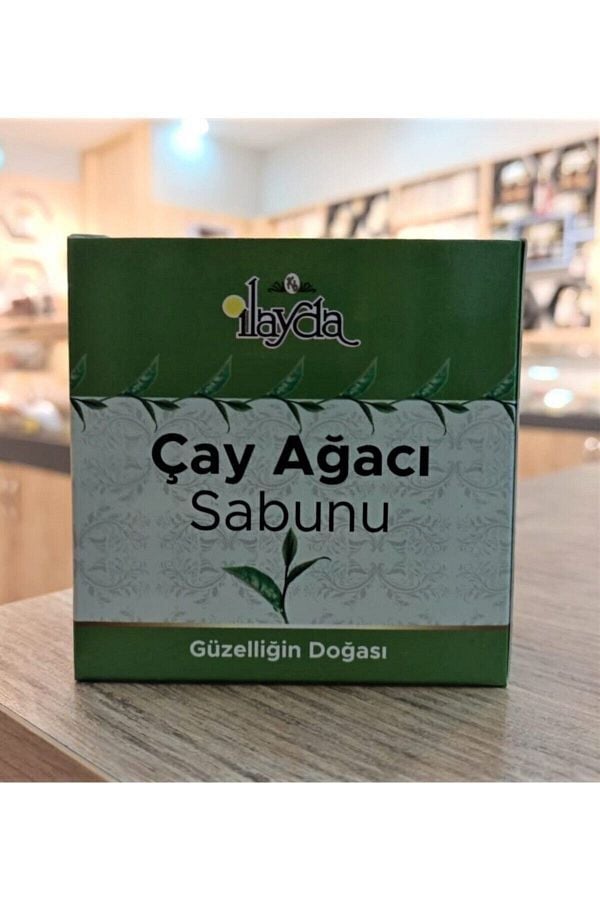 ilayda
Çay Ağacı
Sabunu
Güzelliğin Doğası